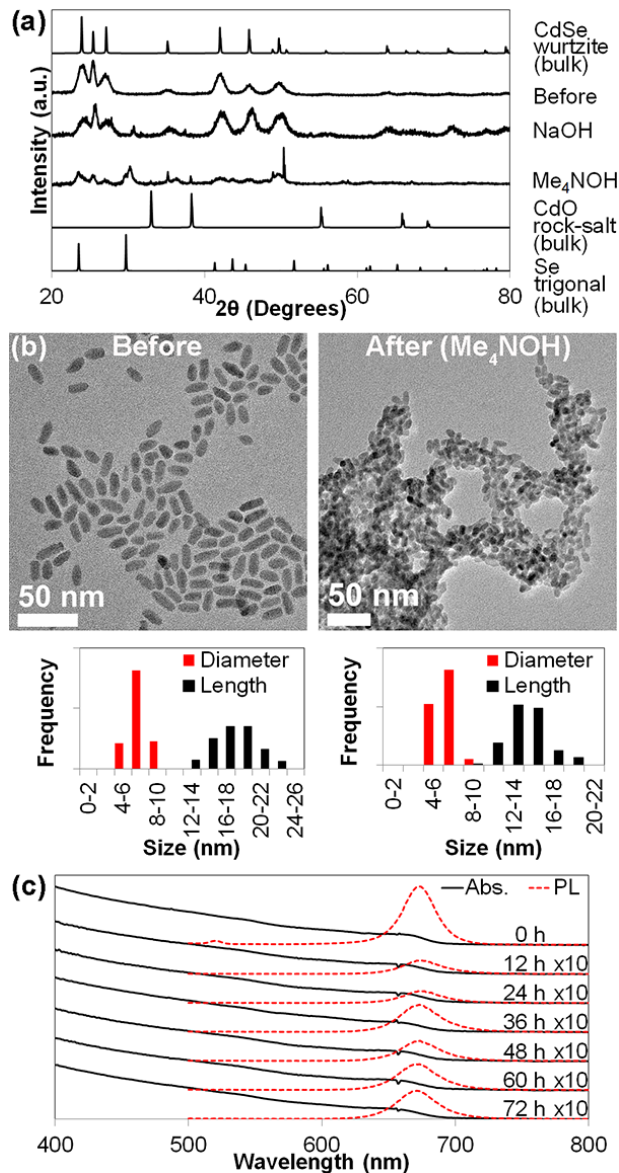 (a)
CdSe
wurtzite
(bulk)
Before
NaOH
Me₄NOH
CdO
rock-salt
(bulk)
Se
trigonal
(bulk)
Intensity (a.u.)
20 40 60 80
2θ (Degrees)
(b) Before
50 nm
After (Me₄NOH)
50 nm
Frequency
Diameter
Length
0-2
4-6
8-10
12-14
16-18
20-22
24-26
Size (nm)
Frequency
Diameter
Length
0-2
4-6
8-10
12-14
16-18
20-22
Size (nm)
(c)
Abs. PL
0 h
12 h x10
24 h x10
36 h x10
48 h x10
60 h x10
72 h x10
400 500 600 700 800
Wavelength (nm)